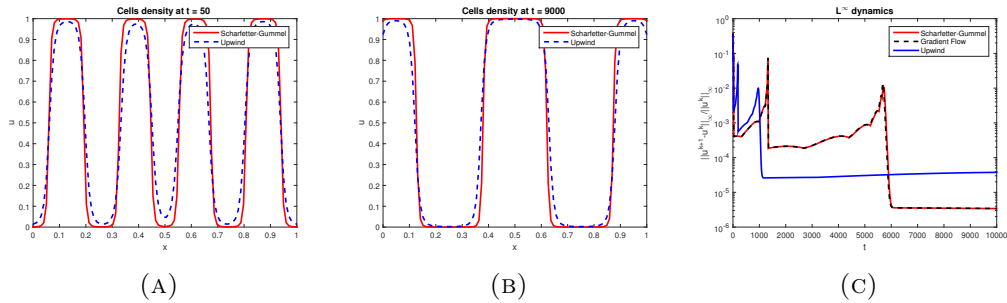 Cells density at t = 50
u
1
0.9
0.8
0.7
0.6
0.5
0.4
0.3
0.2
0.1
0
0 0.1 0.2 0.3 0.4 0.5 0.6 0.7 0.8 0.9 1
x
Scharfetter-Gummel
Upwind
(A)
Cells density at t = 9000
u
1
0.9
0.8
0.7
0.6
0.5
0.4
0.3
0.2
0.1
0
0 0.1 0.2 0.3 0.4 0.5 0.6 0.7 0.8 0.9 1
x
Scharfetter-Gummel
Upwind
(B)
L∞ dynamics
||u^{k+1}-u^k||_∞/||u^k||_∞
10^0
10^-1
10^-2
10^-3
10^-4
10^-5
10^-6
0 1000 2000 3000 4000 5000 6000 7000 8000 9000 10000
t
Scharfetter-Gummel
Gradient Flow
Upwind
(C)